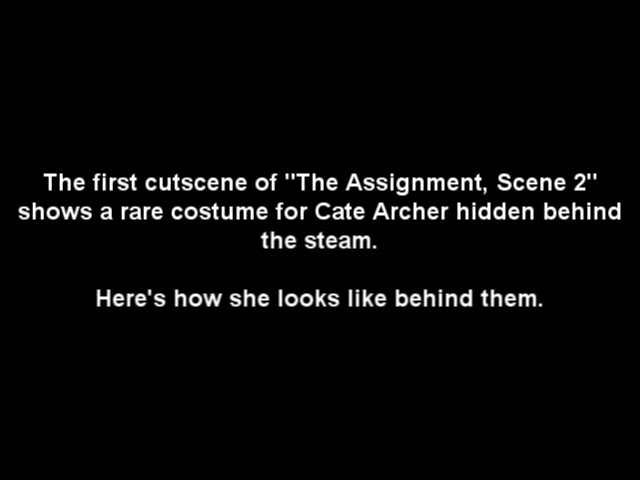 The first cutscene of "The Assignment, Scene 2"
shows a rare costume for Cate Archer hidden behind
the steam.
Here's how she looks like behind them.